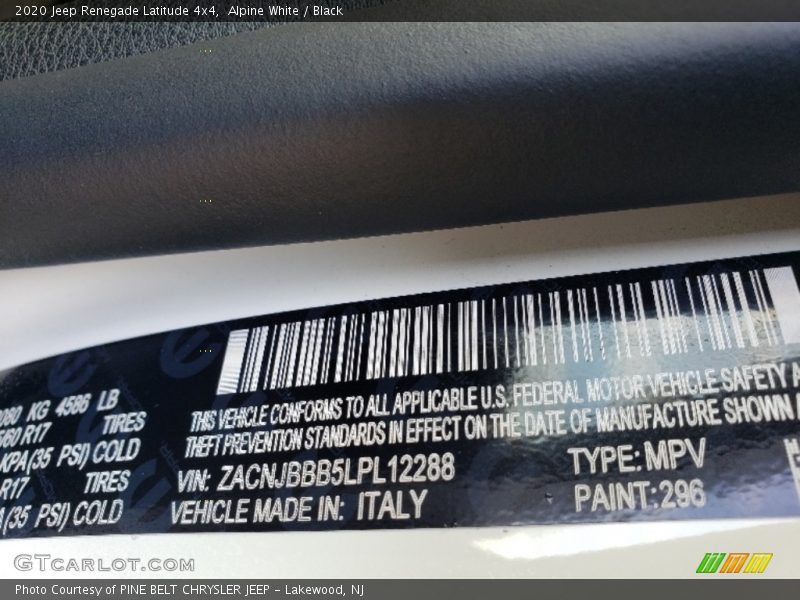 2020 Jeep Renegade Latitude 4x4,  Alpine White / Black
KG 4586 LB
R17 TIRES
KPA(35 PSI) COLD
R17 TIRES
(35 PSI) COLD
THIS VEHICLE CONFORMS TO ALL APPLICABLE U.S. FEDERAL MOTOR VEHICLE SAFETY
THEFT PREVENTION STANDARDS IN EFFECT ON THE DATE OF MANUFACTURE SHOWN
VIN: ZACNJBBB5LPL12288 TYPE: MPV
VEHICLE MADE IN: ITALY PAINT: 296
GTCARLOT.COM
Photo Courtesy of PINE BELT CHRYSLER JEEP - Lakewood, NJ